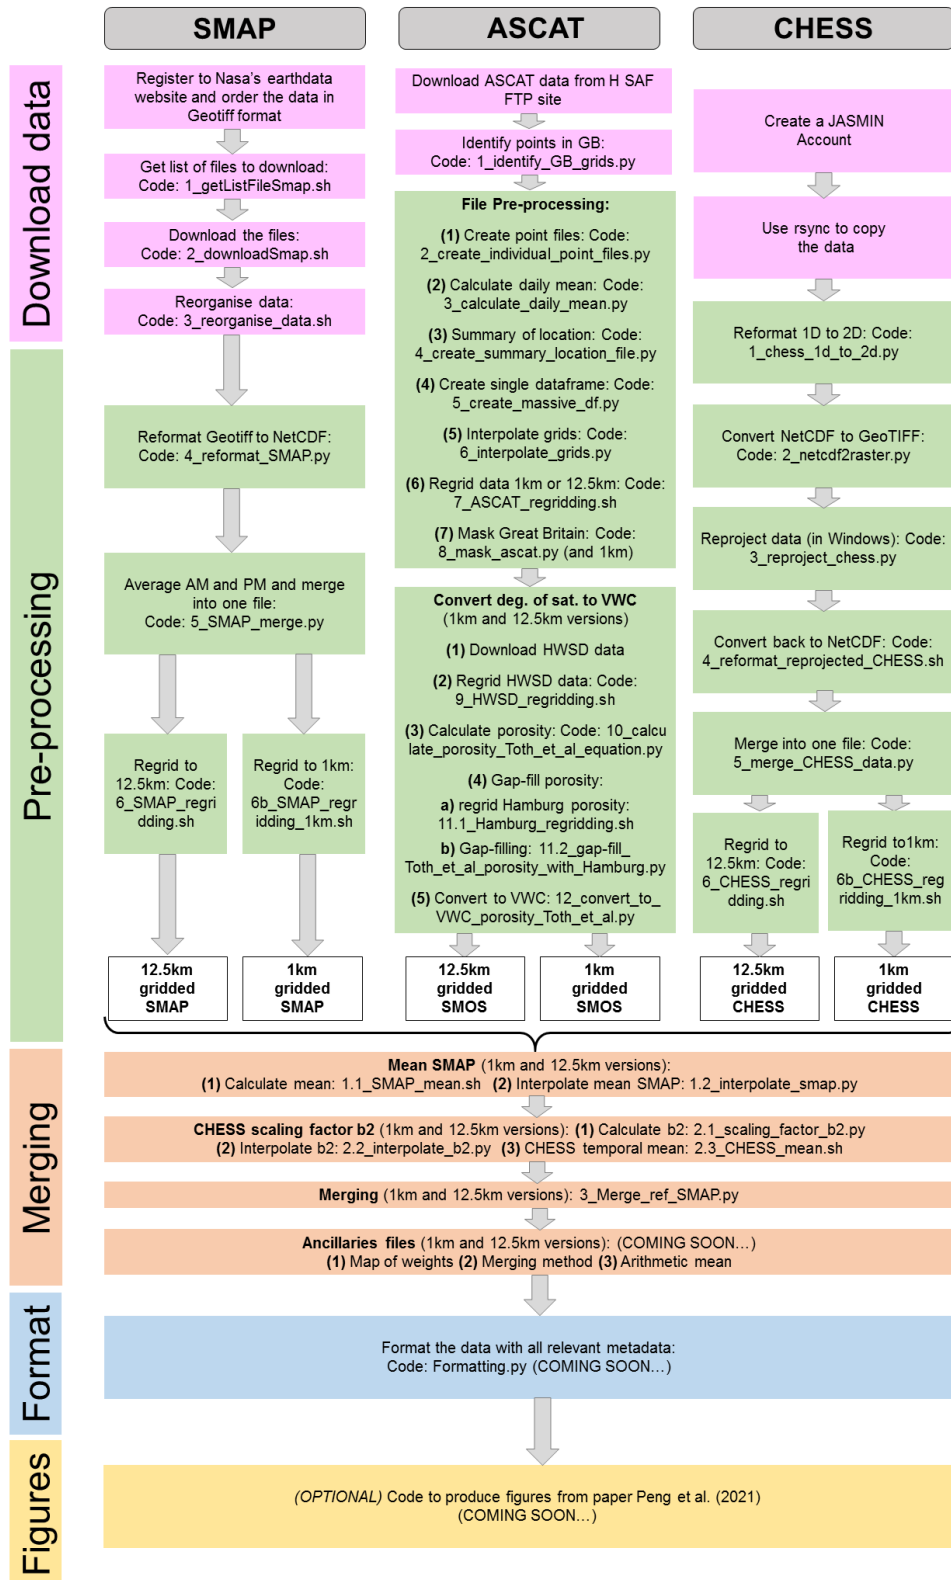 SMAP
ASCAT
CHESS
Download data
Register to Nasa's earthdata
website and order the data in
Geotiff format
Get list of files to download:
Code: 1_getListFileSmap.sh
Download the files:
Code: 2_downloadSmap.sh
Reorganise data:
Code: 3_reorganise_data.sh
Download ASCAT data from H SAF
FTP site
Identify points in GB:
Code: 1_identify_GB_grids.py
Create a JASMIN
Account
Use rsync to copy
the data
Pre-processing
Reformat Geotiff to NetCDF:
Code: 4_reformat_SMAP.py
Average AM and PM and merge
into one file:
Code: 5_SMAP_merge.py
Regrid to
12.5km: Code:
6_SMAP_regri
dding.sh
Regrid to 1km:
Code:
6b_SMAP_regr
idding_1km.sh
12.5km
gridded
SMAP
1km
gridded
SMAP
File Pre-processing:
(1) Create point files: Code:
2_create_individual_point_files.py
(2) Calculate daily mean: Code:
3_calculate_daily_mean.py
(3) Summary of location: Code:
4_create_summary_location_file.py
(4) Create single dataframe: Code:
5_create_massive_df.py
(5) Interpolate grids: Code:
6_interpolate_grids.py
(6) Regrid data 1km or 12.5km: Code:
7_ASCAT_regridding.sh
(7) Mask Great Britain: Code:
8_mask_ascat.py (and 1km)
Convert deg. of sat. to VWC
(1km and 12.5km versions)
(1) Download HWSD data
(2) Regrid HWSD data: Code:
9_HWSD_regridding.sh
(3) Calculate porosity: Code: 10_calcu
late_porosity_Toth_et_al_equation.py
(4) Gap-fill porosity:
a) regrid Hamburg porosity:
11.1_Hamburg_regridding.sh
b) Gap-filling: 11.2_gap-fill_
Toth_et_al_porosity_with_Hamburg.py
(5) Convert to VWC: 12_convert_to_
VWC_porosity_Toth_et_al.py
12.5km
gridded
SMOS
1km
gridded
SMOS
Reformat 1D to 2D: Code:
1_chess_1d_to_2d.py
Convert NetCDF to GeoTIFF:
Code: 2_netcdf2raster.py
Reproject data (in Windows): Code:
3_reproject_chess.py
Convert back to NetCDF: Code:
4_reformat_reprojected_CHESS.sh
Merge into one file: Code:
5_merge_CHESS_data.py
Regrid to
12.5km: Code:
6_CHESS_regri
dding.sh
Regrid to1km:
Code:
6b_CHESS_reg
ridding_1km.sh
12.5km
gridded
CHESS
1km
gridded
CHESS
Merging
Mean SMAP (1km and 12.5km versions):
(1) Calculate mean: 1.1_SMAP_mean.sh (2) Interpolate mean SMAP: 1.2_interpolate_smap.py
CHESS scaling factor b2 (1km and 12.5km versions): (1) Calculate b2: 2.1_scaling_factor_b2.py
(2) Interpolate b2: 2.2_interpolate_b2.py (3) CHESS temporal mean: 2.3_CHESS_mean.sh
Merging (1km and 12.5km versions): 3_Merge_ref_SMAP.py
Ancillaries files (1km and 12.5km versions): (COMING SOON...)
(1) Map of weights (2) Merging method (3) Arithmetic mean
Format
Format the data with all relevant metadata:
Code: Formatting.py (COMING SOON...)
Figures
(OPTIONAL) Code to produce figures from paper Peng et al. (2021)
(COMING SOON...)